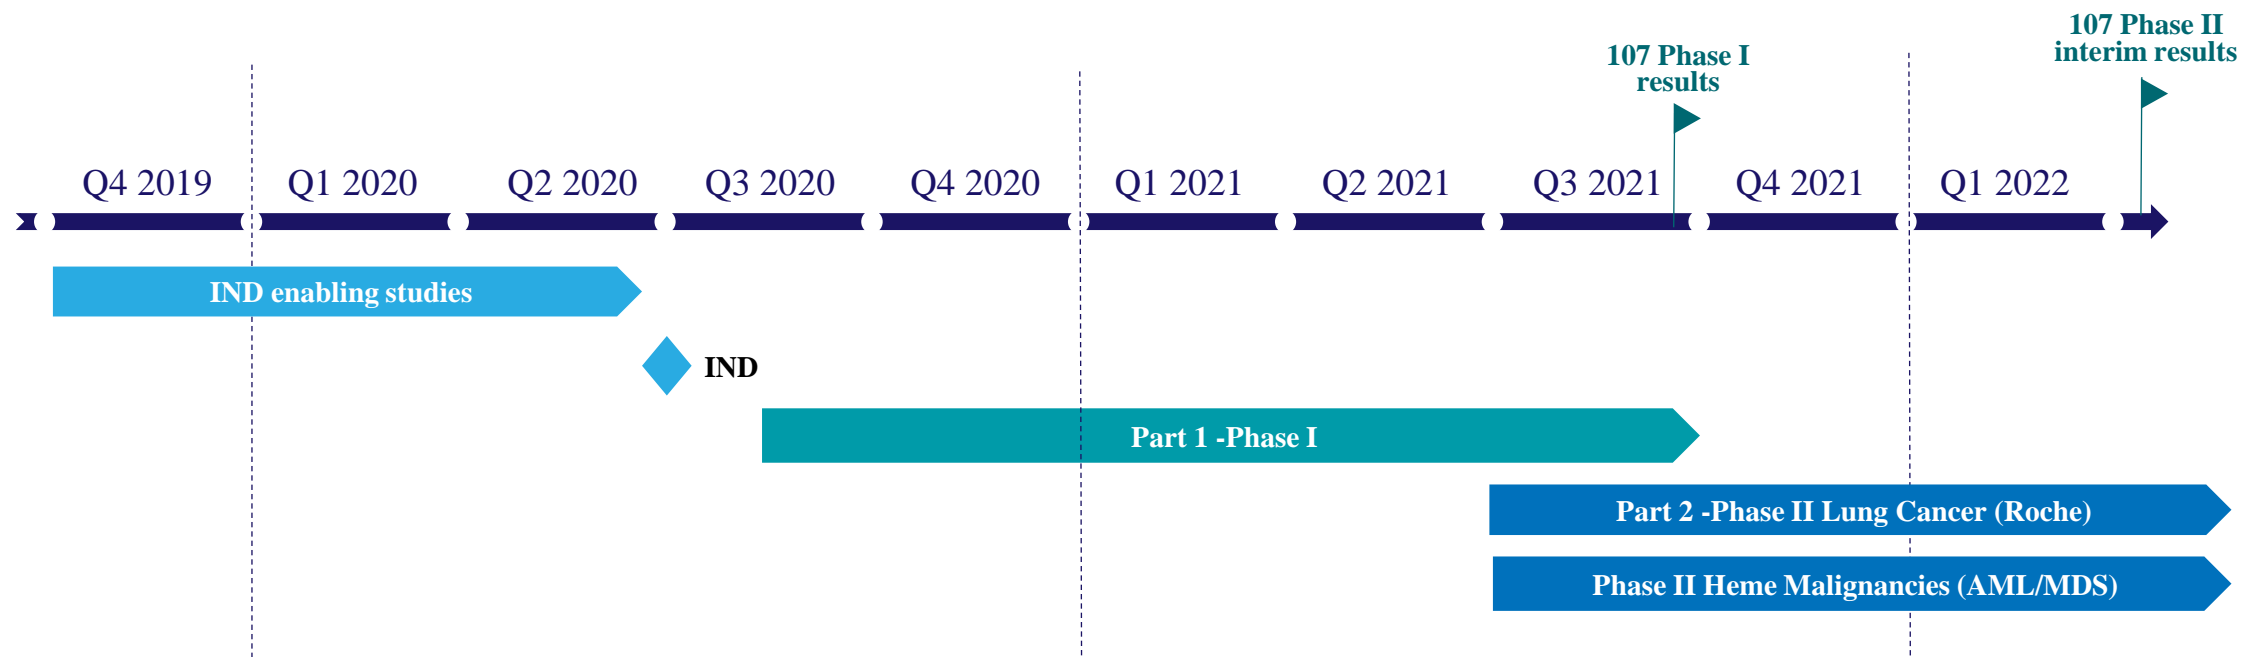 107 Phase II
interim results
107 Phase I
results
Q4 2019 Q1 2020 Q2 2020 Q3 2020 Q4 2020 Q1 2021 Q2 2021 Q3 2021 Q4 2021 Q1 2022
IND enabling studies
IND
Part 1 -Phase I
Part 2 -Phase II Lung Cancer (Roche)
Phase II Heme Malignancies (AML/MDS)